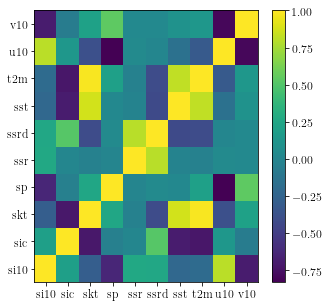 v10
u10
t2m
sst
ssrd
ssr
sp
skt
sic
si10
si10 sic skt sp ssr ssrd sst t2m u10 v10
1.00
0.75
0.50
0.25
0.00
−0.25
−0.50
−0.75